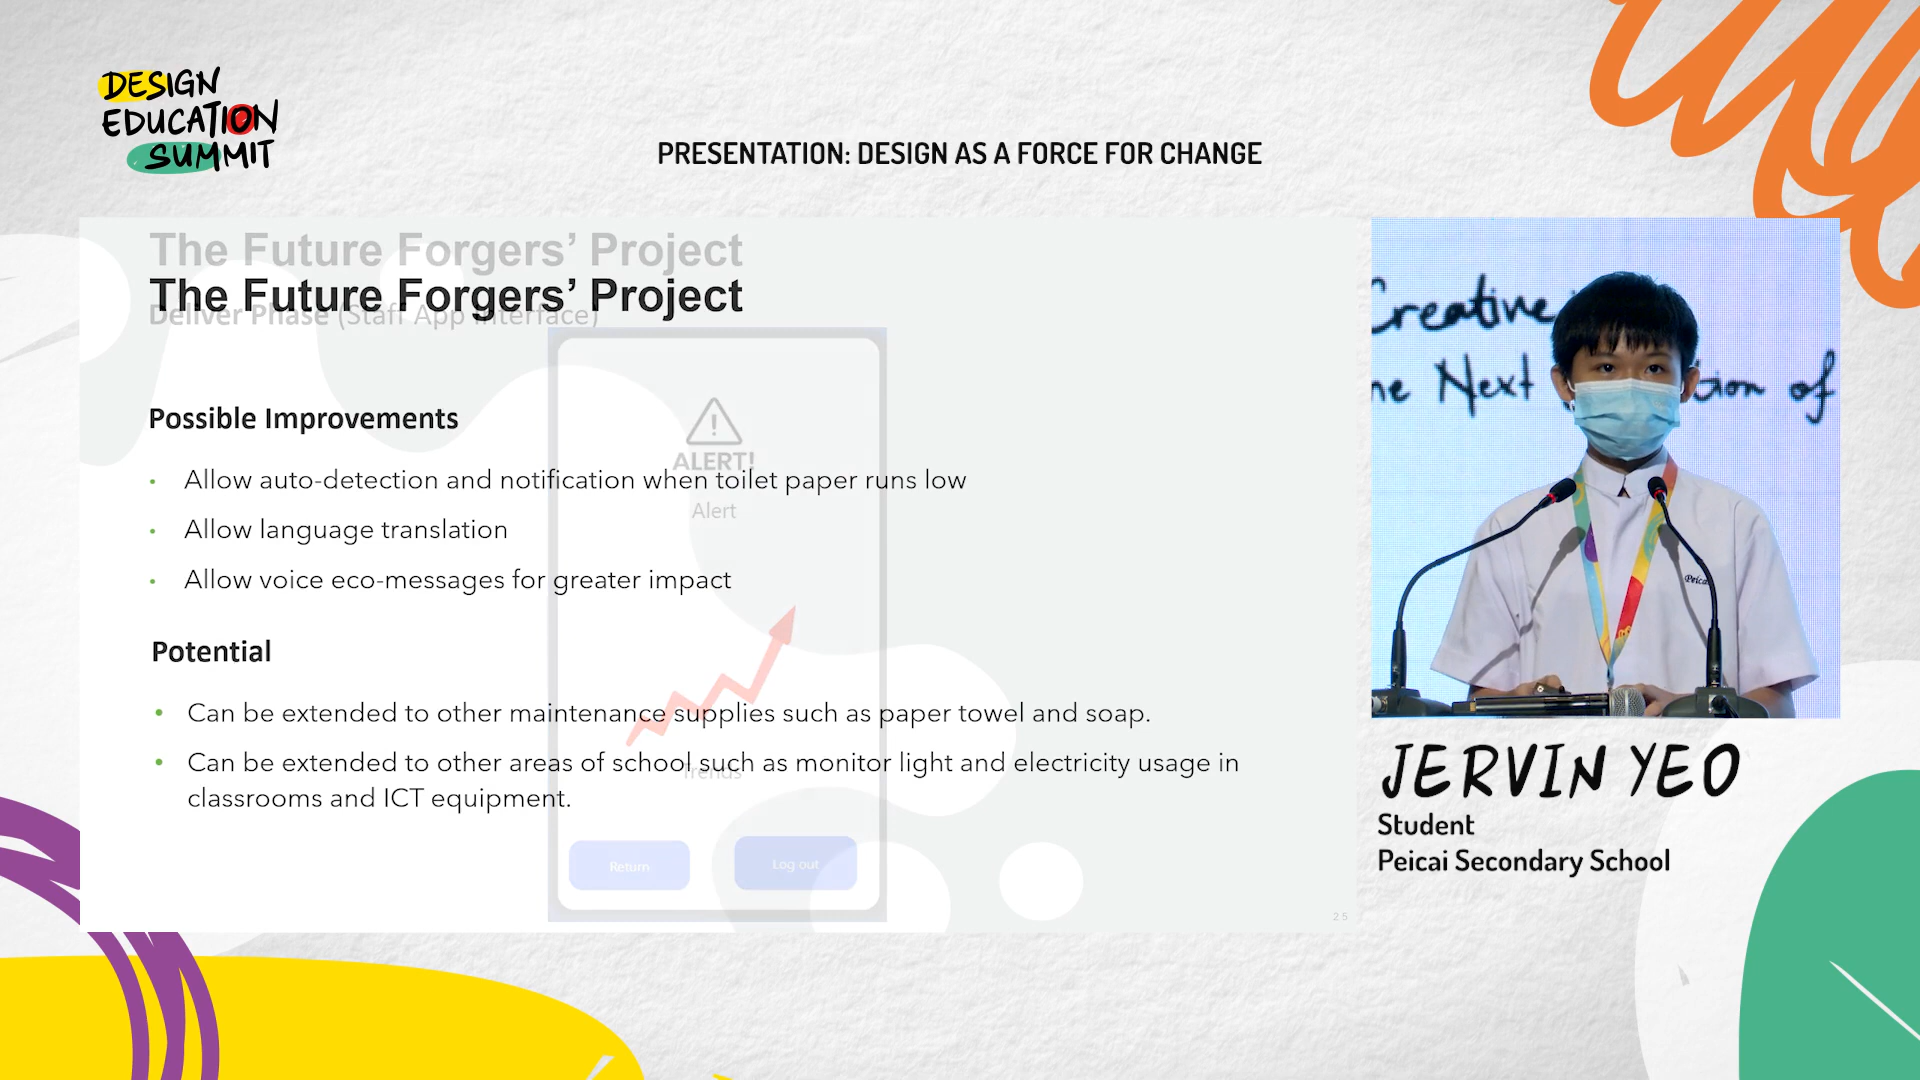 DESIGN
EDUCATION
SUMMIT
PRESENTATION: DESIGN AS A FORCE FOR CHANGE
The Future Forgers’ Project
The Future Forgers’ Project
Deliver Phase (Staff App Interface)
Possible Improvements
• Allow auto-detection and notification when toilet paper runs low
• Allow language translation
• Allow voice eco-messages for greater impact
ALERT!
Alert
Potential
• Can be extended to other maintenance supplies such as paper towel and soap.
• Can be extended to other areas of school such as monitor light and electricity usage in
classrooms and ICT equipment.
Trends
Return
Log out
25
Creative
Next
of
Peicai
JERVIN YEO
Student
Peicai Secondary School